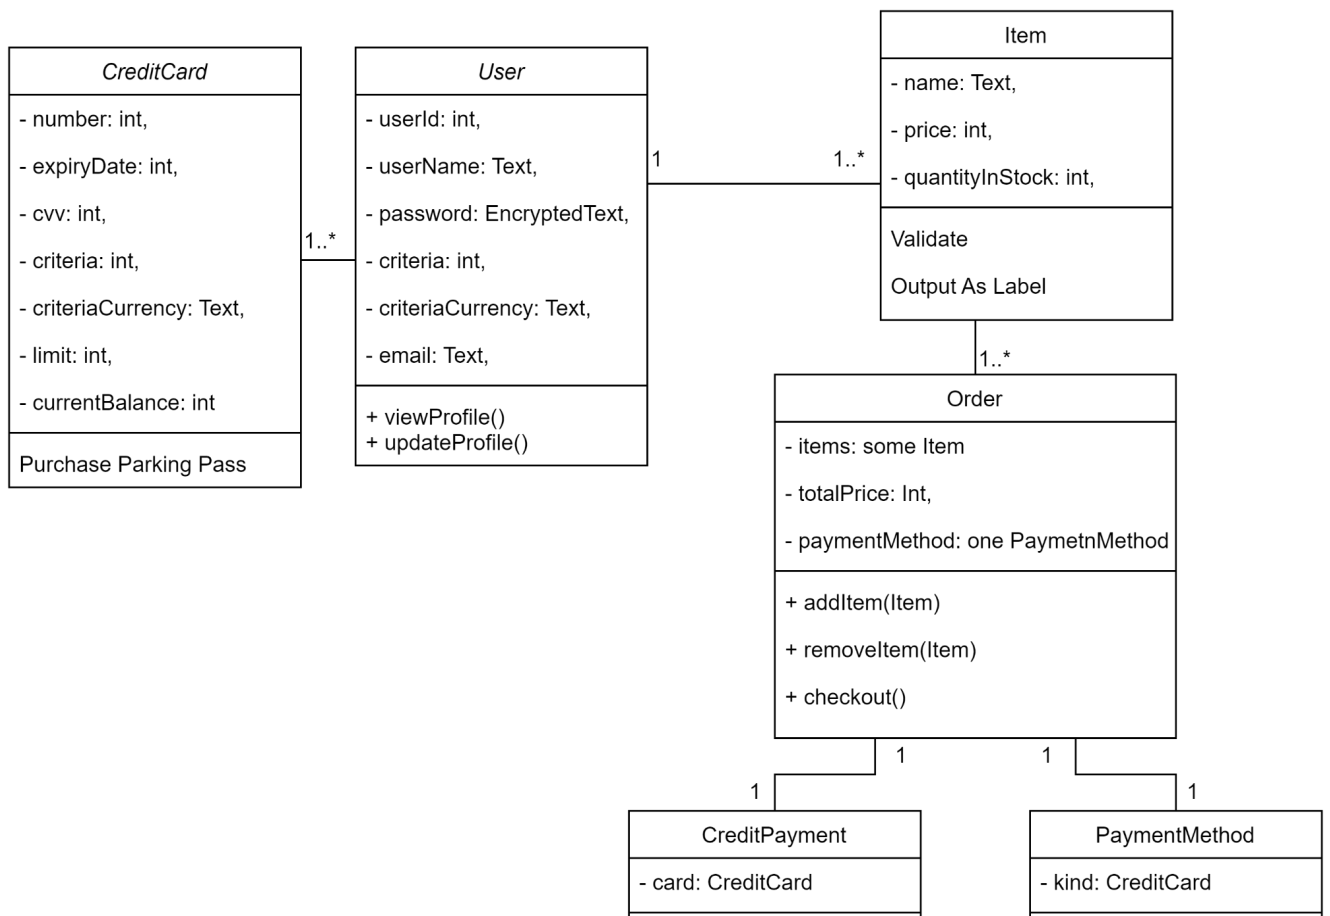 CreditCard
- number: int,
- expiryDate: int,
- cvv: int,
- criteria: int,
- criteriaCurrency: Text,
- limit: int,
- currentBalance: int
Purchase Parking Pass
1..*
User
- userId: int,
- userName: Text,
- password: EncryptedText,
- criteria: int,
- criteriaCurrency: Text,
- email: Text,
+ viewProfile()
+ updateProfile()
1
1..*
Item
- name: Text,
- price: int,
- quantityInStock: int,
Validate
Output As Label
1..*
Order
- items: some Item
- totalPrice: Int,
- paymentMethod: one PaymetnMethod
+ addItem(Item)
+ removeItem(Item)
+ checkout()
1
1
1
1
CreditPayment
- card: CreditCard
PaymentMethod
- kind: CreditCard